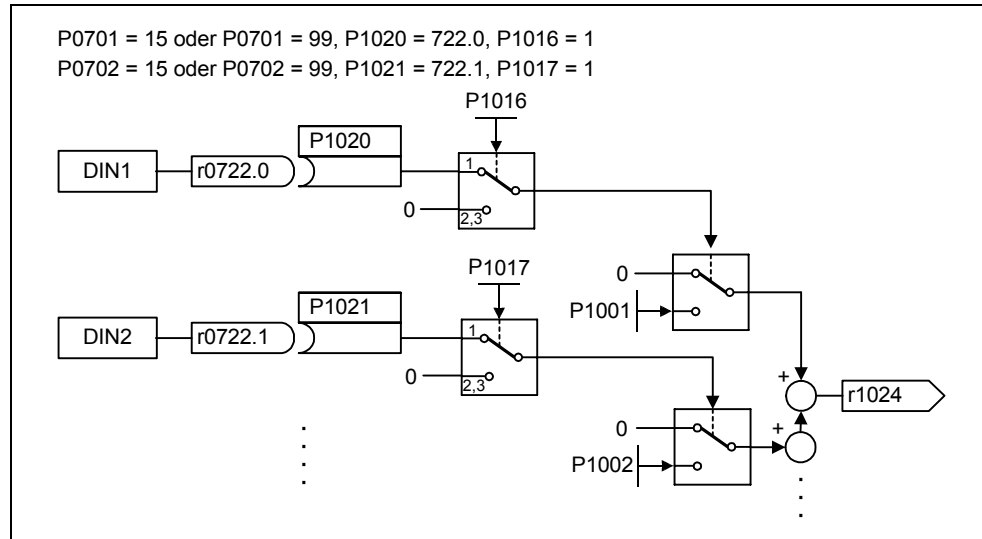 P0701 = 15 oder P0701 = 99, P1020 = 722.0, P1016 = 1
P0702 = 15 oder P0702 = 99, P1021 = 722.1, P1017 = 1
P1016
P1020
DIN1
r0722.0
1
0
2,3
P1017
0
P1021
P1001
DIN2
r0722.1
1
0
2,3
+
r1024
0
+
P1002